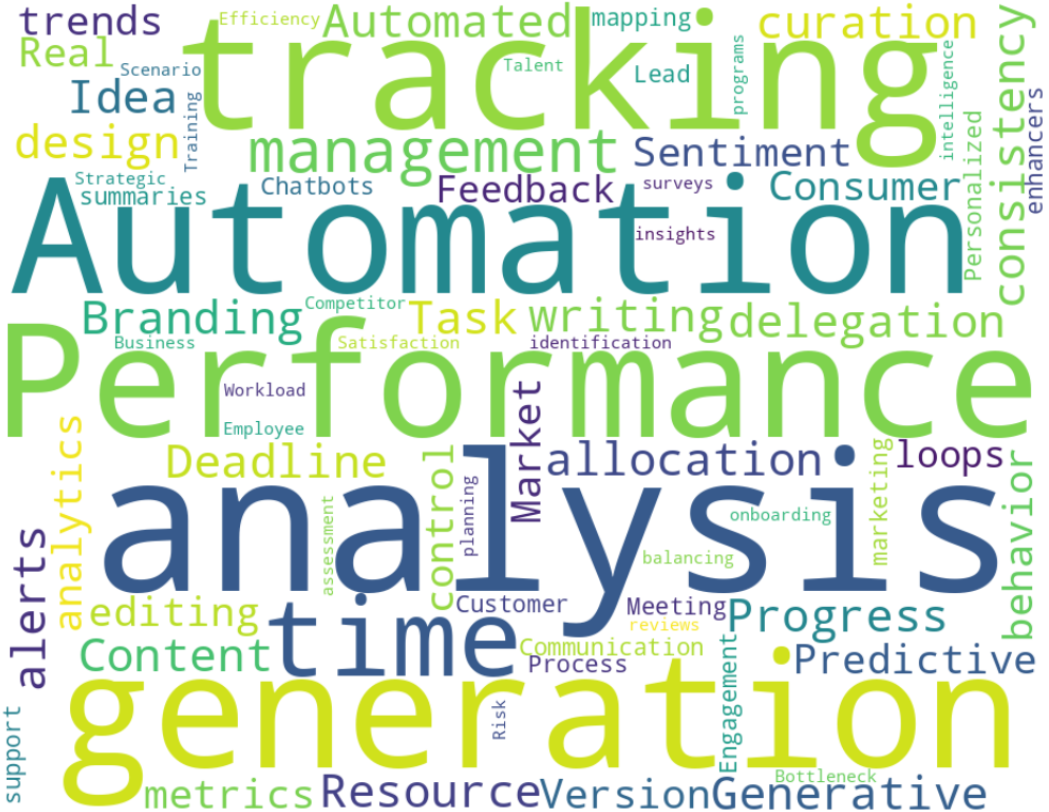 trends
Efficiency
Automated
mapping
curation
Real
Scenario
tracking
Talent
Lead
programs
Idea
Training
design
management
Sentiment
intelligence
consistency
enhancers
Personalized
Strategic
summaries
Chatbots
Feedback
surveys
Consumer
Automation
insights
Branding
Competitor
Task
writing
delegation
Business
Satisfaction
identification
Performance
Workload
Employee
analytics
Deadline
control
Market
allocation
marketing
loops
behavior
analysis
assessment
planning
onboarding
balancing
alerts
editing
time
Customer
Meeting
reviews
Progress
Content
Communication
Process
Engagement
Predictive
generation
Risk
support
metrics
Resource
Version
Bottleneck
Generative